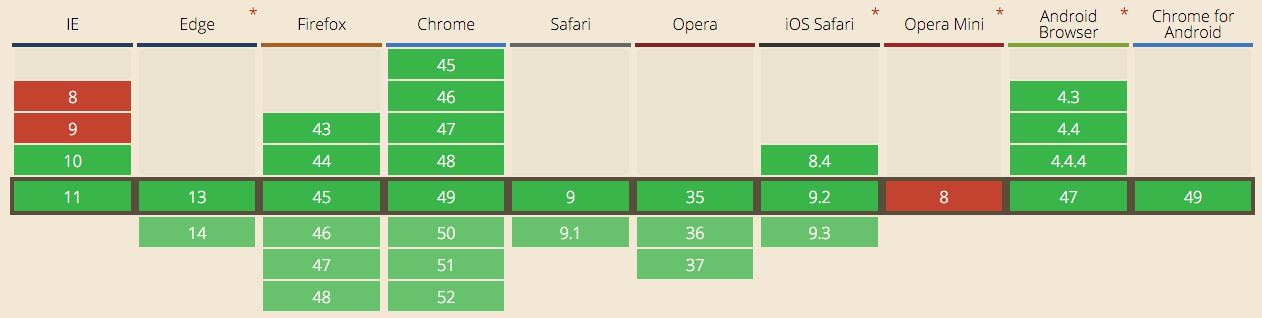 IE Edge * Firefox Chrome Safari Opera iOS Safari * Opera Mini * Android Browser * Chrome for Android
45
8 46 4.3
9 43 47 4.4
10 44 48 8.4 4.4.4
11 13 45 49 9 35 9.2 8 47 49
14 46 50 9.1 36 9.3
47 51 37
48 52